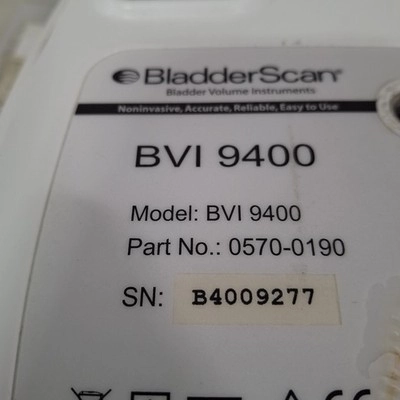 BladderScan®
Bladder Volume Instruments
Noninvasive, Accurate, Reliable, Easy to Use
BVI 9400
Model: BVI 9400
Part No.: 0570-0190
SN: B4009277